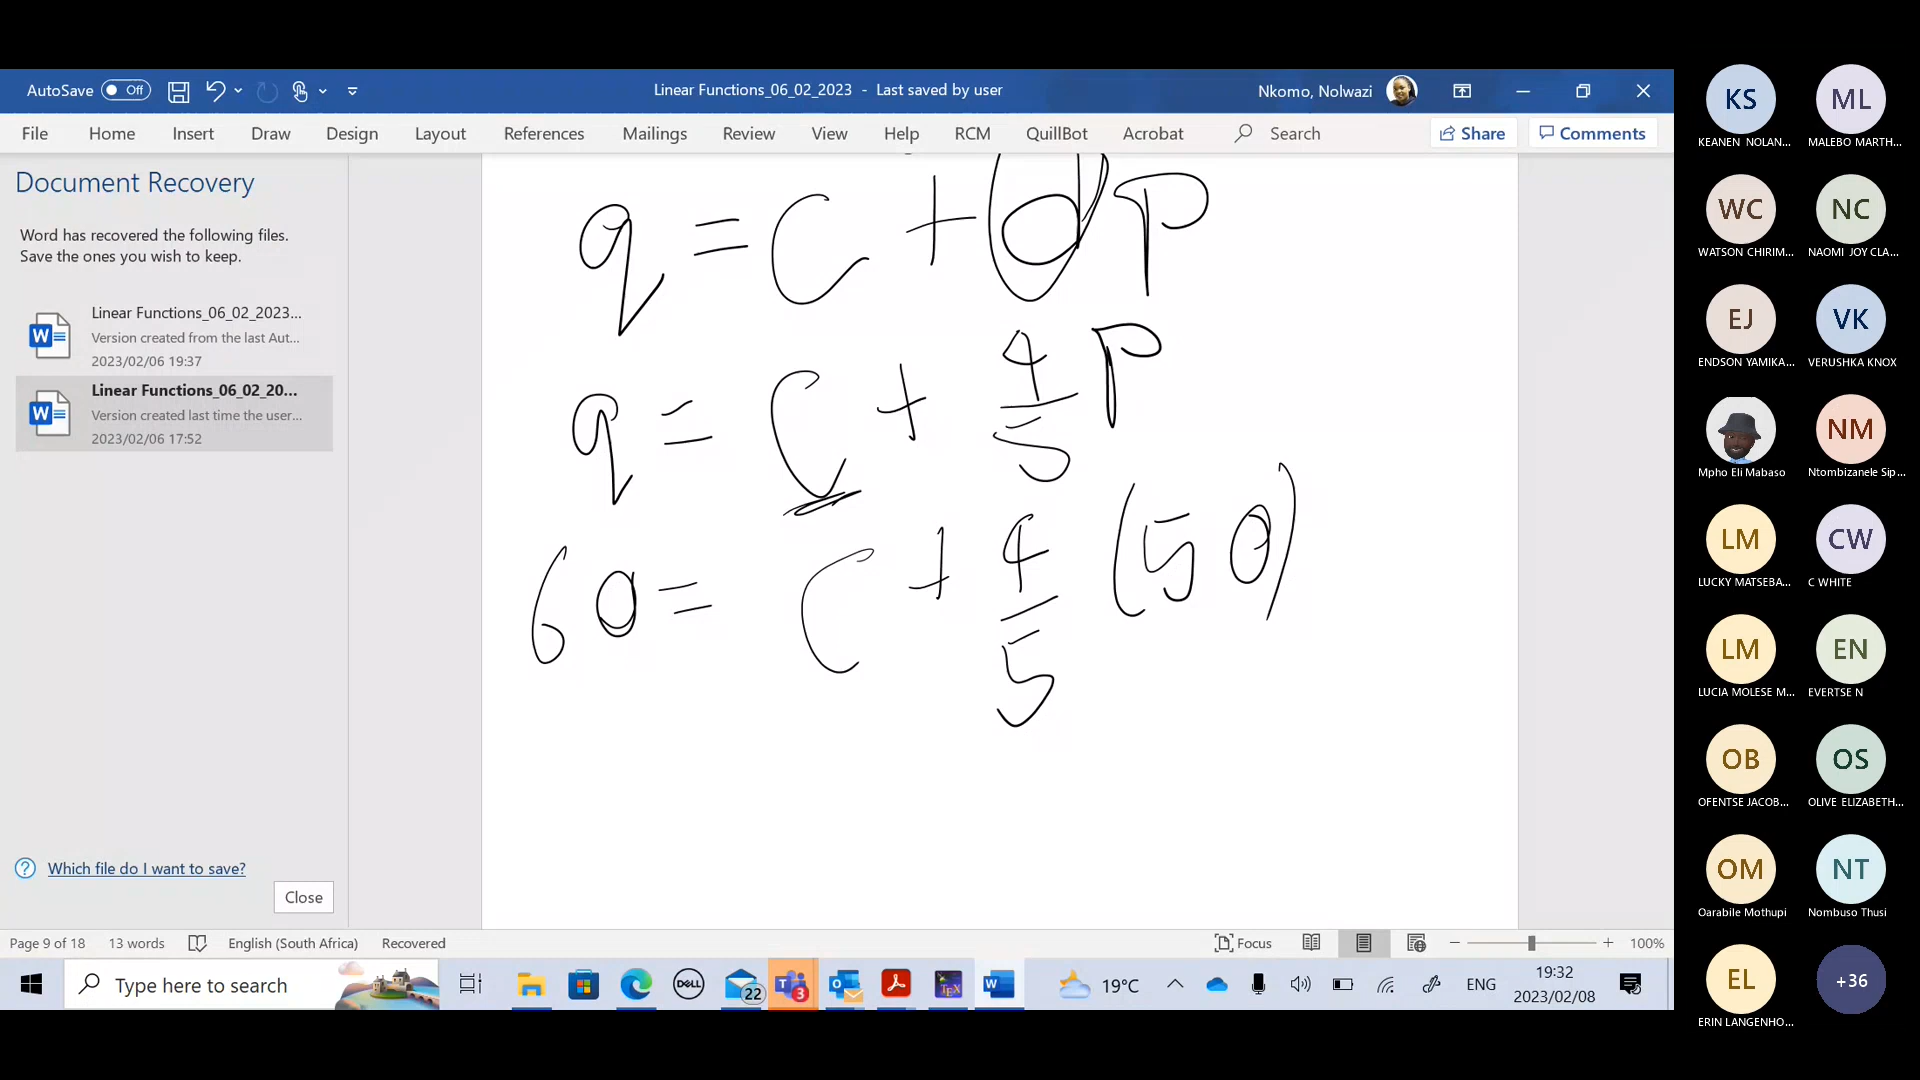 AutoSave Off
Linear Functions_06_02_2023 - Last saved by user
Nkomo, Nolwazi
File Home Insert Draw Design Layout References Mailings Review View Help RCM QuillBot Acrobat Search Share Comments
Document Recovery
Word has recovered the following files.
Save the ones you wish to keep.
Linear Functions_06_02_2023...
Version created from the last Aut...
2023/02/06 19:37
Linear Functions_06_02_20...
Version created last time the user...
2023/02/06 17:52
Which file do I want to save?
Close
q = c + dP
q = c + 4/5 P
60 = c + 4/5 (50)
Page 9 of 18 13 words English (South Africa) Recovered
Focus 100%
Type here to search
DELL
22
T 3
TEX
W
19°C
ENG
19:32
2023/02/08
KS ML
KEANEN NOLAN... MALEBO MARTH...
WC NC
WATSON CHIRIM... NAOMI JOY CLA...
EJ VK
ENDSON YAMIKA... VERUSHKA KNOX
NM
Mpho Eli Mabaso Ntombizanele Sip...
LM CW
LUCKY MATSEBA... C WHITE
LM EN
LUCIA MOLESE M... EVERTSE N
OB OS
OFENTSE JACOB... OLIVE ELIZABETH...
OM NT
Oarabile Mothupi Nombuso Thusi
EL +36
ERIN LANGENHO...